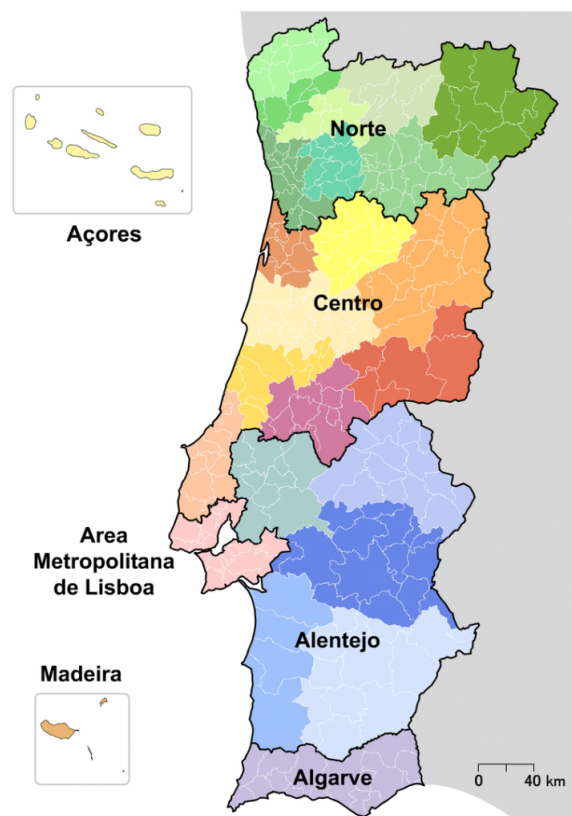 Norte
Açores
Centro
Area
Metropolitana
de Lisboa
Alentejo
Madeira
Algarve
0 40 km